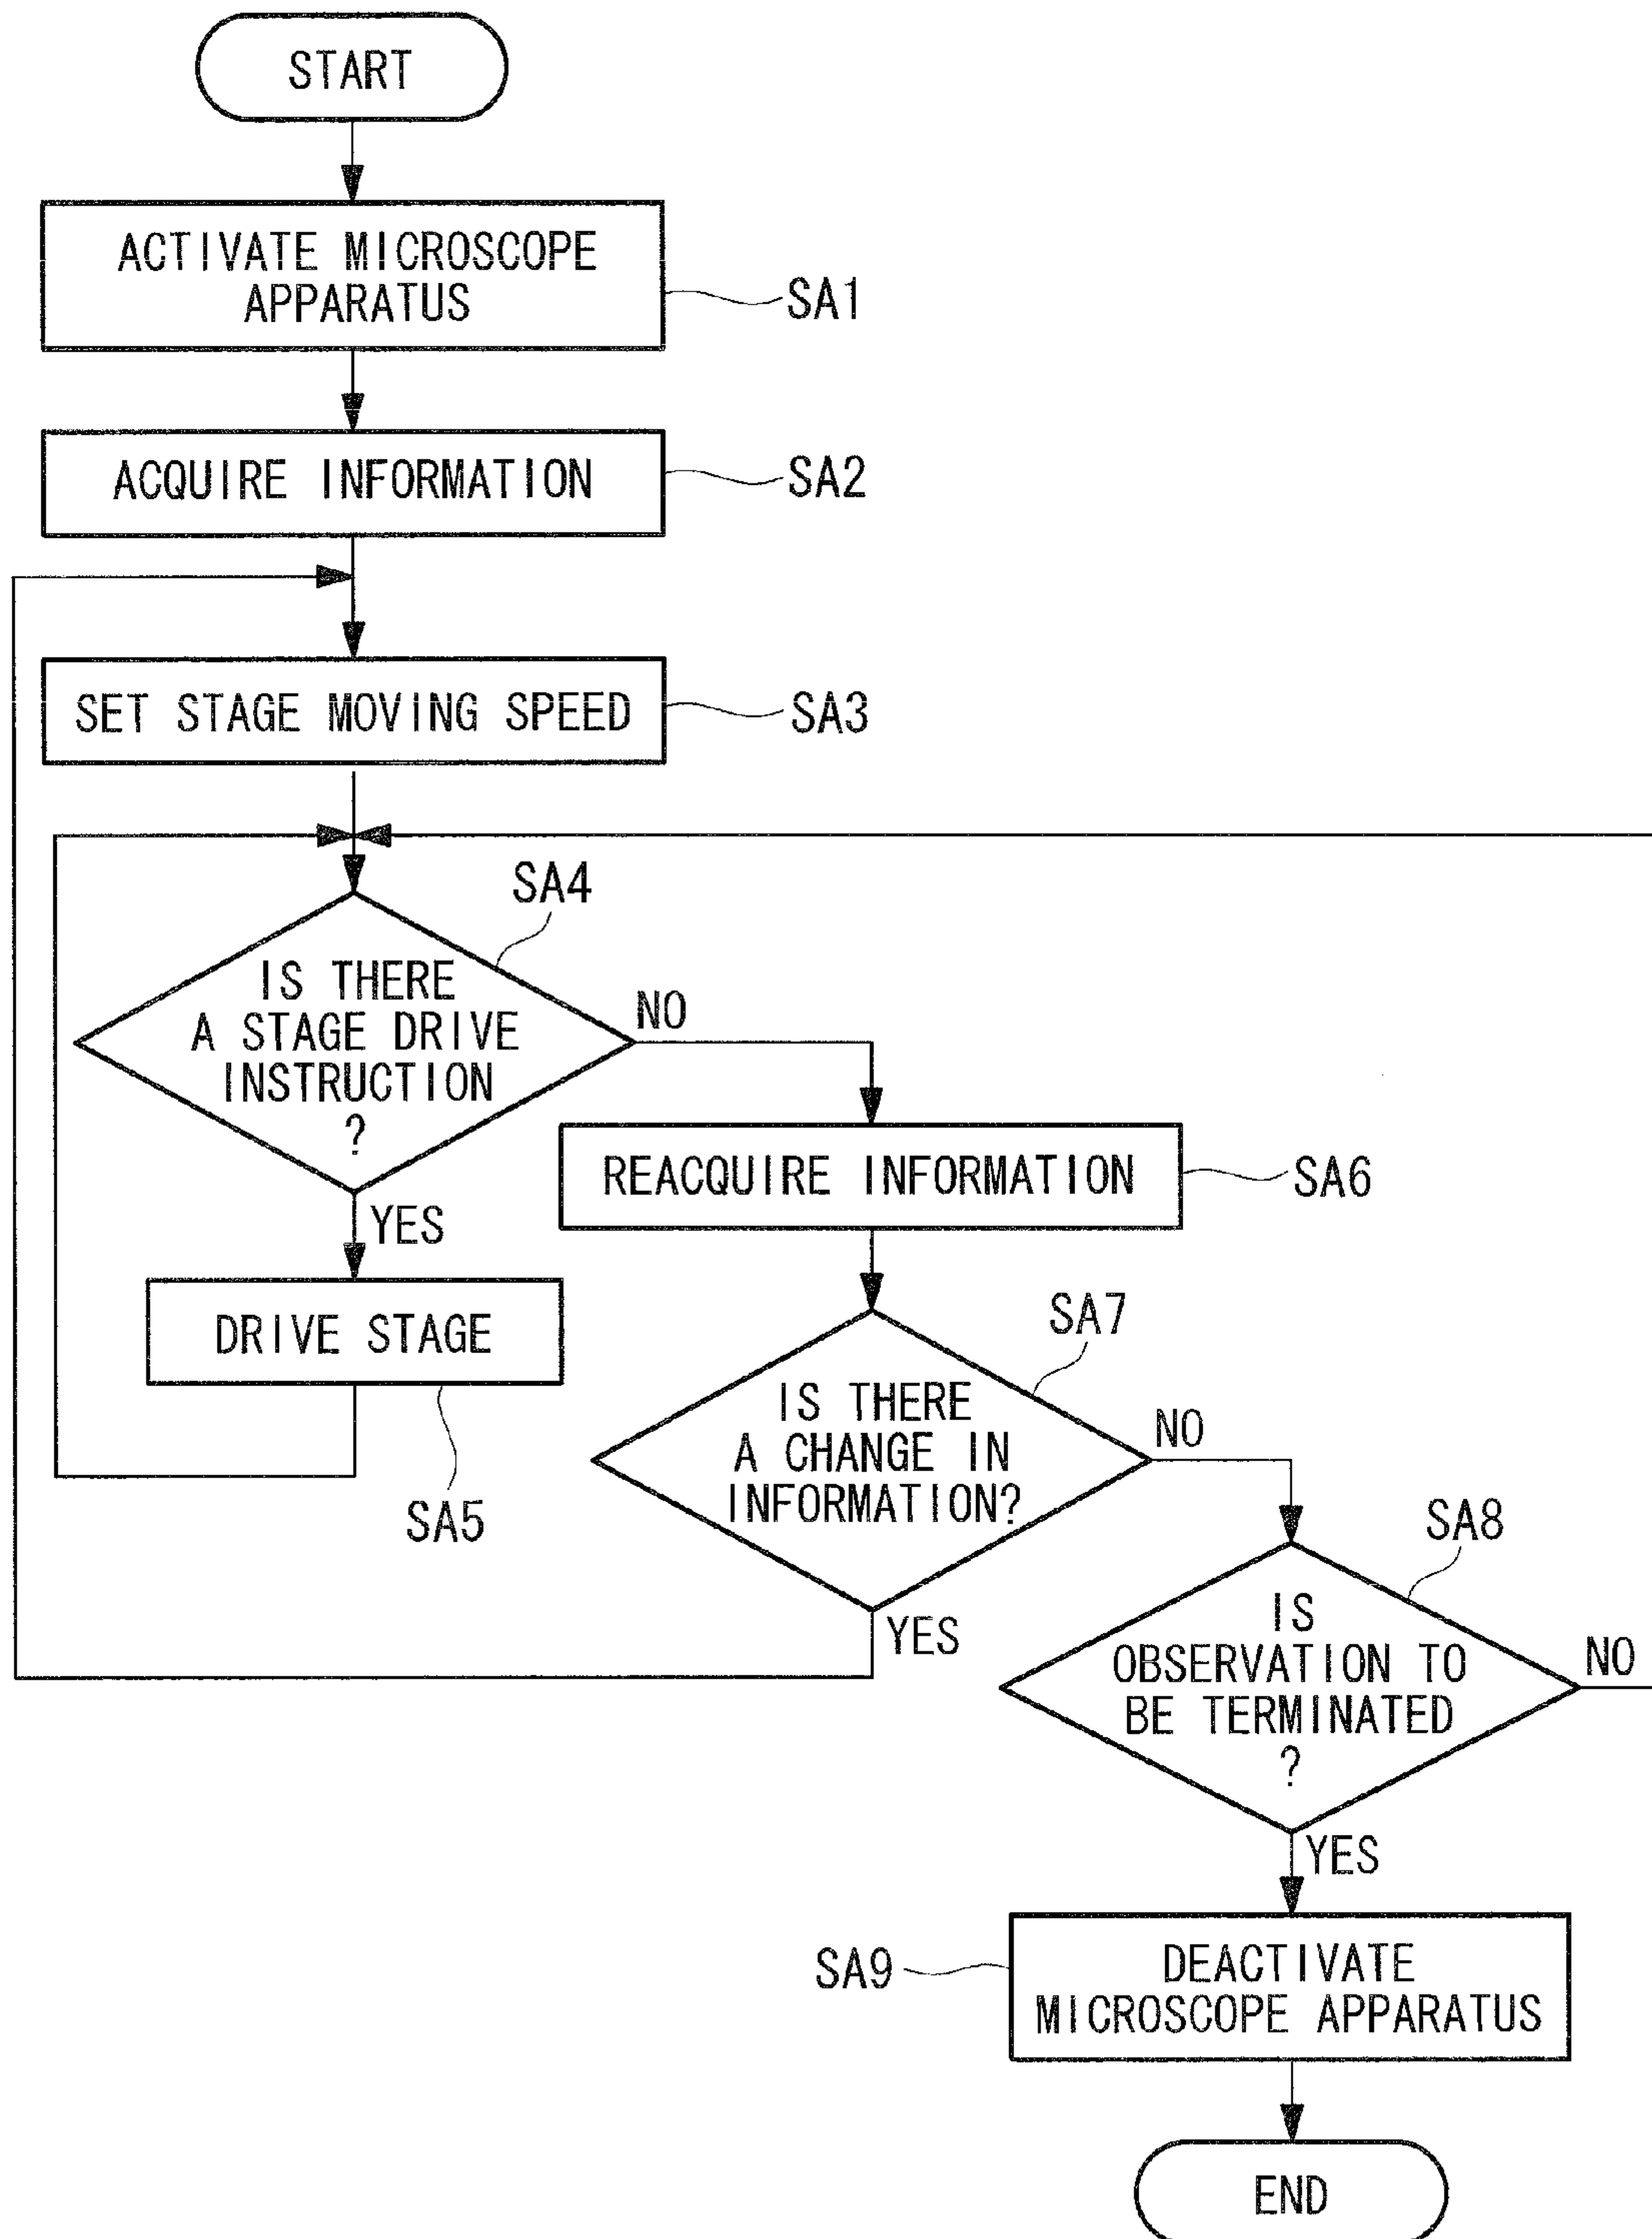 START
ACTIVATE MICROSCOPE
APPARATUS
SA1
ACQUIRE INFORMATION
SA2
SET STAGE MOVING SPEED
SA3
SA4
IS THERE
A STAGE DRIVE
INSTRUCTION
?
NO
YES
REACQUIRE INFORMATION
SA6
DRIVE STAGE
SA5
SA7
IS THERE
A CHANGE IN
INFORMATION?
NO
YES
SA8
IS
OBSERVATION TO
BE TERMINATED
?
NO
YES
SA9
DEACTIVATE
MICROSCOPE APPARATUS
END